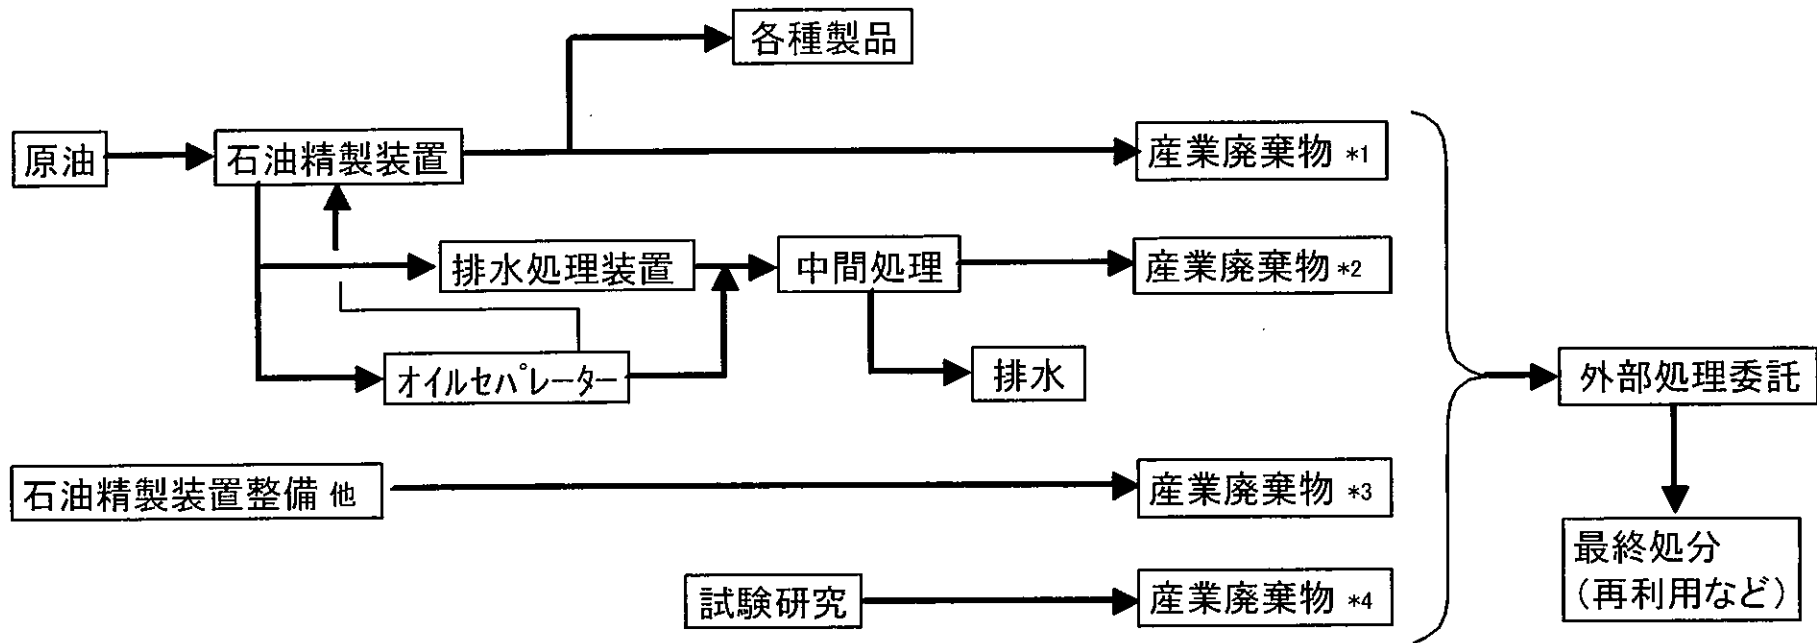 各種製品
原油
石油精製装置
産業廃棄物 *1
排水処理装置
中間処理
産業廃棄物 *2
オイルセパレーター
排水
外部処理委託
石油精製装置整備 他
産業廃棄物 *3
最終処分
(再利用など)
試験研究
産業廃棄物 *4